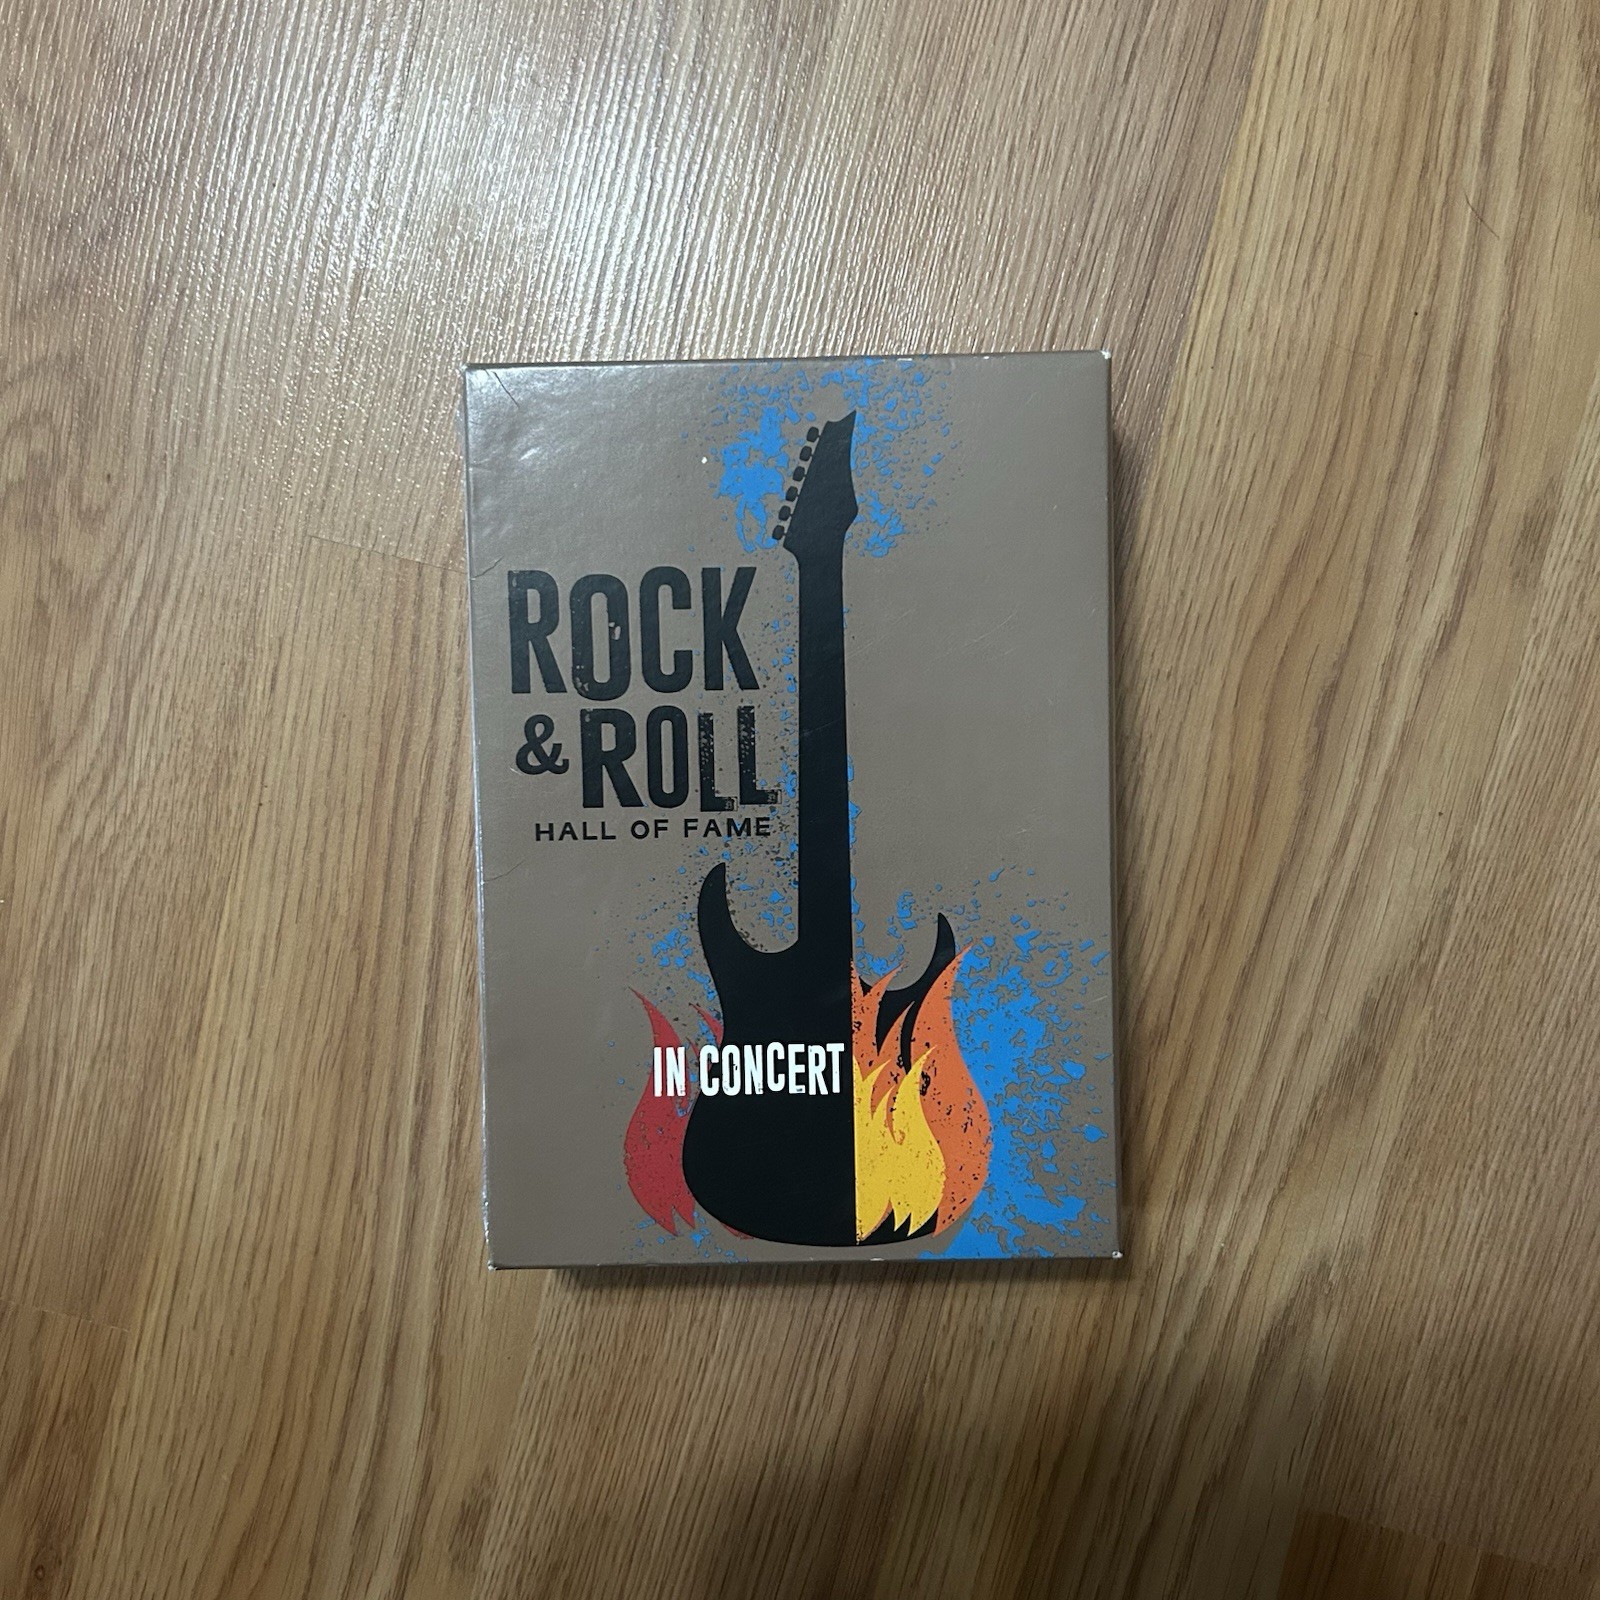 ROCK
& ROLL
HALL OF FAME
IN CONCERT